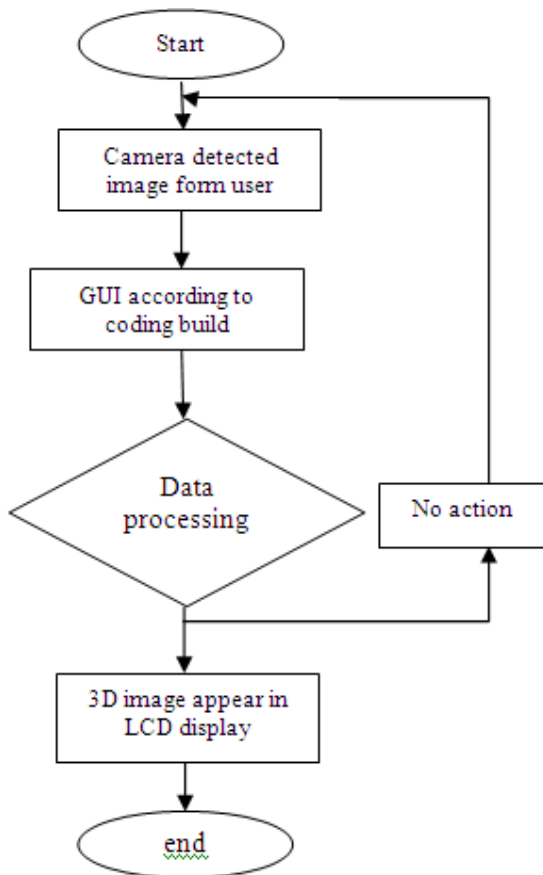 Start
Camera detected
image form user
GUI according to
coding build
Data
processing
No action
3D image appear in
LCD display
end